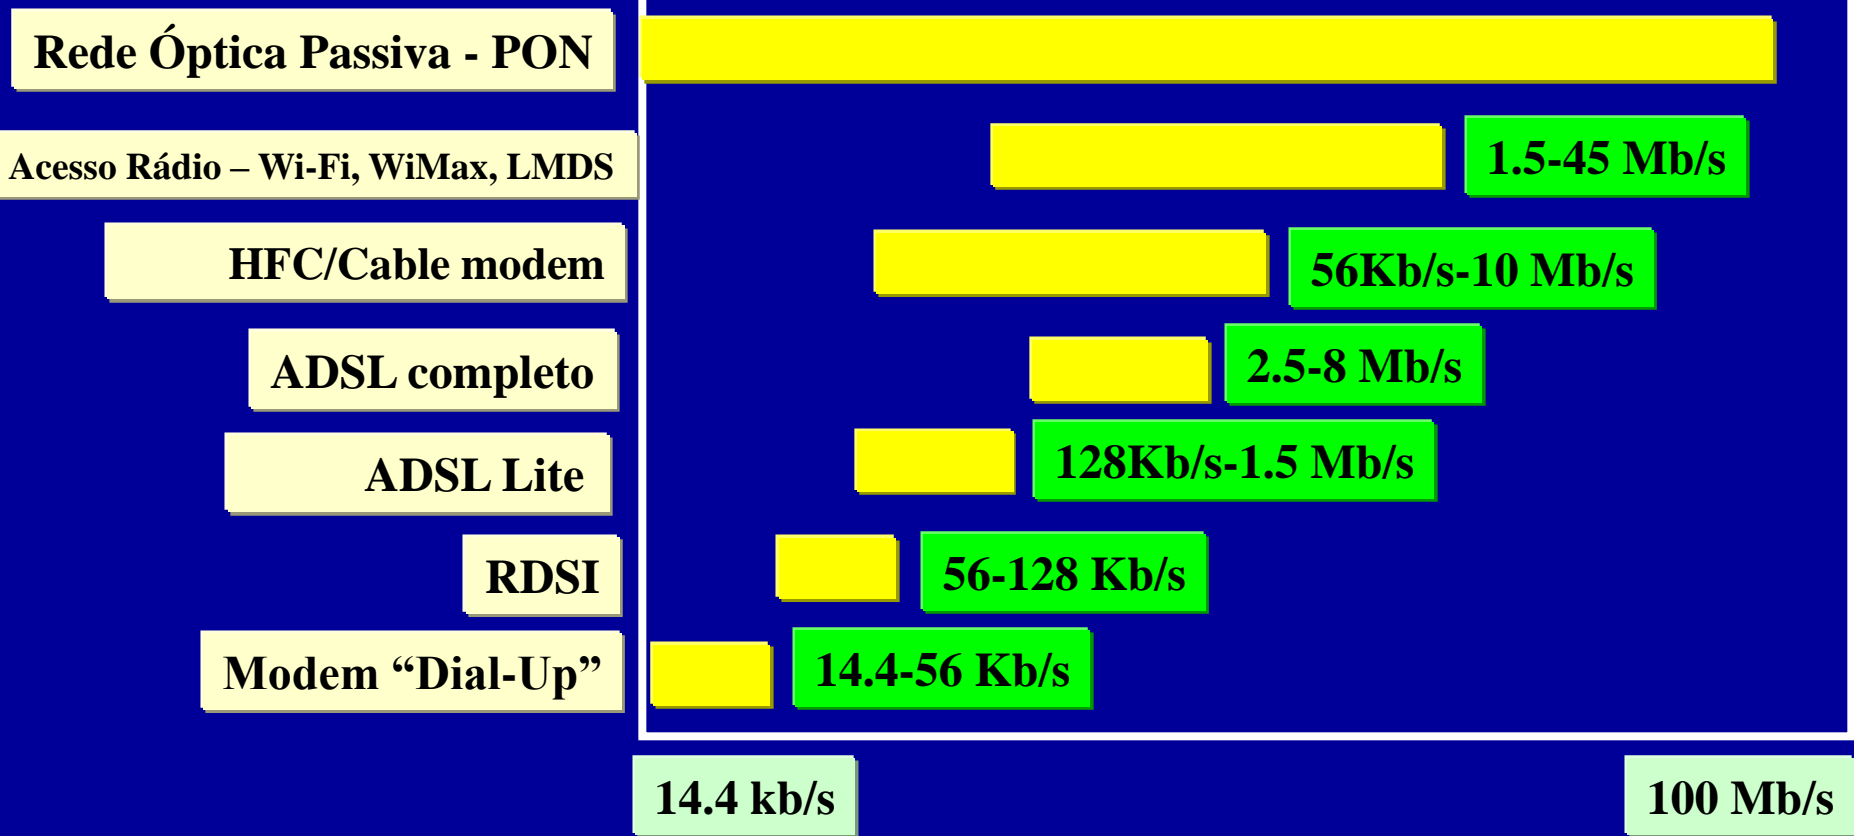 Rede Óptica Passiva - PON
Acesso Rádio – Wi-Fi, WiMax, LMDS
1.5-45 Mb/s
HFC/Cable modem
56Kb/s-10 Mb/s
ADSL completo
2.5-8 Mb/s
ADSL Lite
128Kb/s-1.5 Mb/s
RDSI
56-128 Kb/s
Modem “Dial-Up”
14.4-56 Kb/s
14.4 kb/s
100 Mb/s